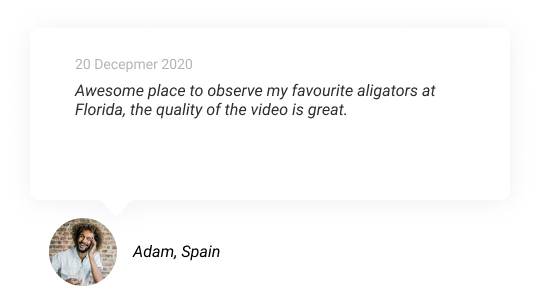 20 Decepmer 2020
Awesome place to observe my favourite aligators at
Florida, the quality of the video is great.
Adam, Spain